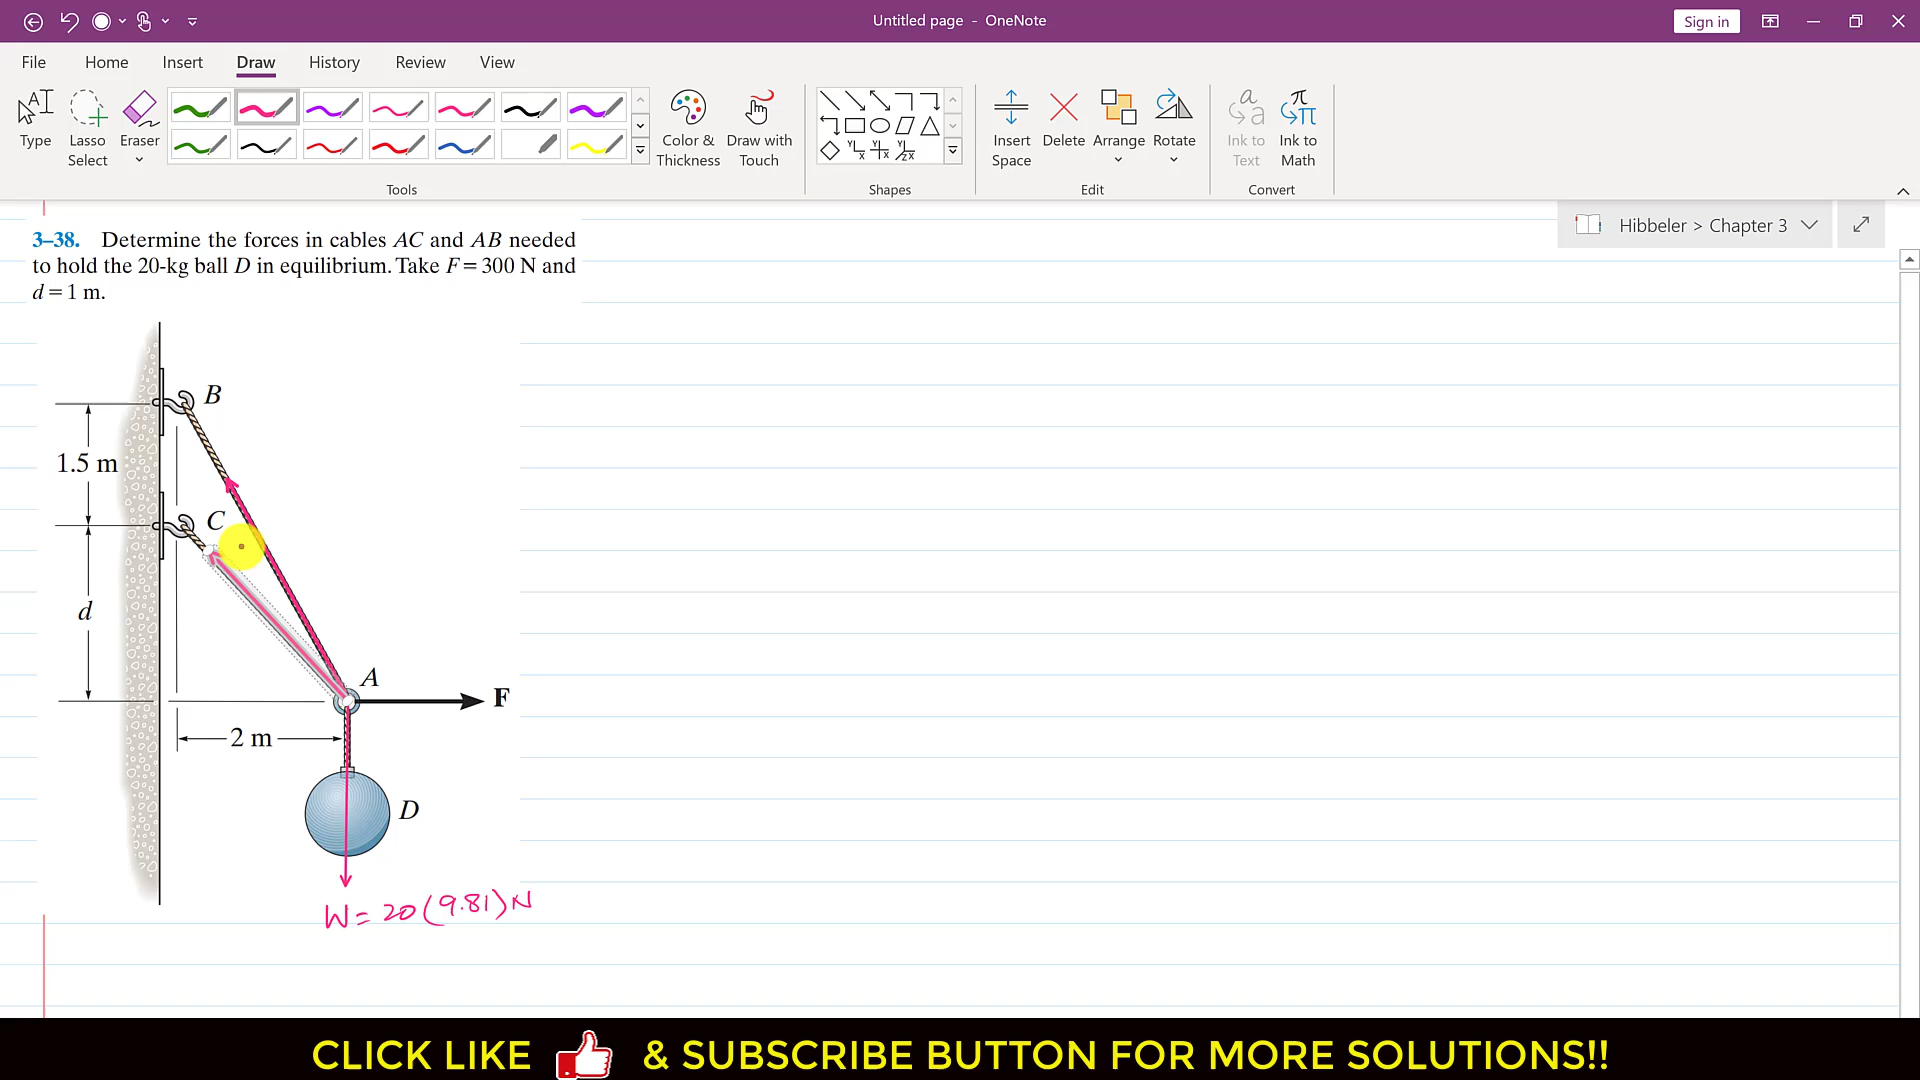 Untitled page - OneNote
Sign in
File Home Insert Draw History Review View
Type
Lasso Select
Eraser
Color & Thickness
Draw with Touch
Insert Space
Delete
Arrange
Rotate
Ink to Text
Ink to Math
Tools
Shapes
Edit
Convert
Hibbeler > Chapter 3
3–38. Determine the forces in cables AC and AB needed
to hold the 20-kg ball D in equilibrium. Take F = 300 N and
d = 1 m.
B
1.5 m
C
d
A
F
2 m
D
W = 20(9.81)N
CLICK LIKE & SUBSCRIBE BUTTON FOR MORE SOLUTIONS!!